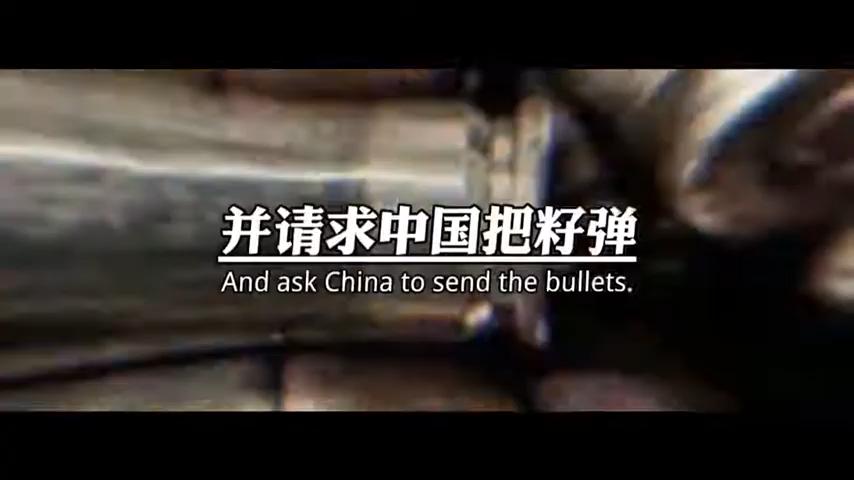 并请求中国把籽弹
And ask China to send the bullets.